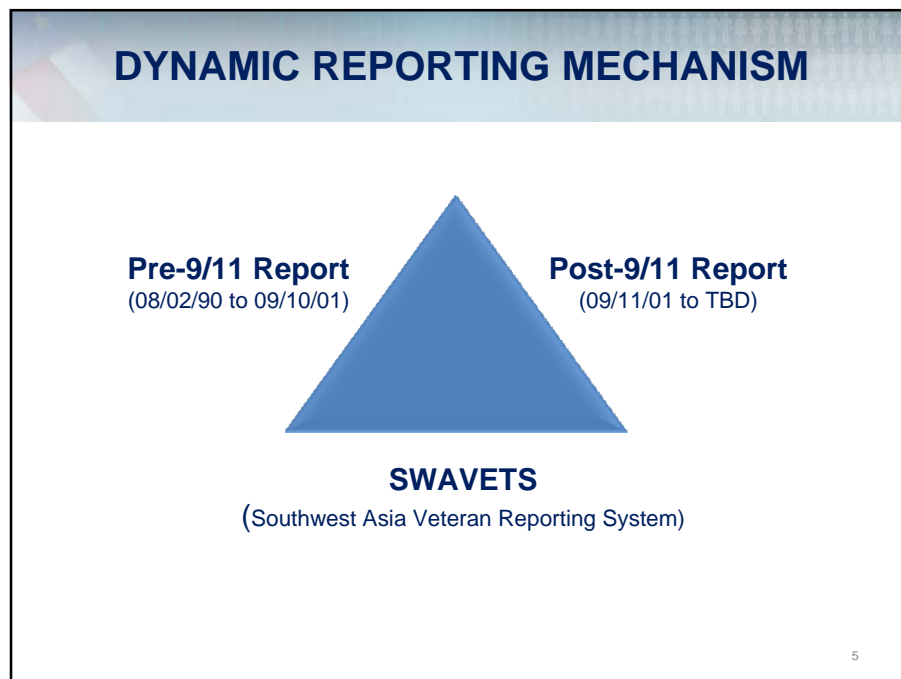 DYNAMIC REPORTING MECHANISM
Pre-9/11 Report
(08/02/90 to 09/10/01)
Post-9/11 Report
(09/11/01 to TBD)
SWAVETS
(Southwest Asia Veteran Reporting System)
5